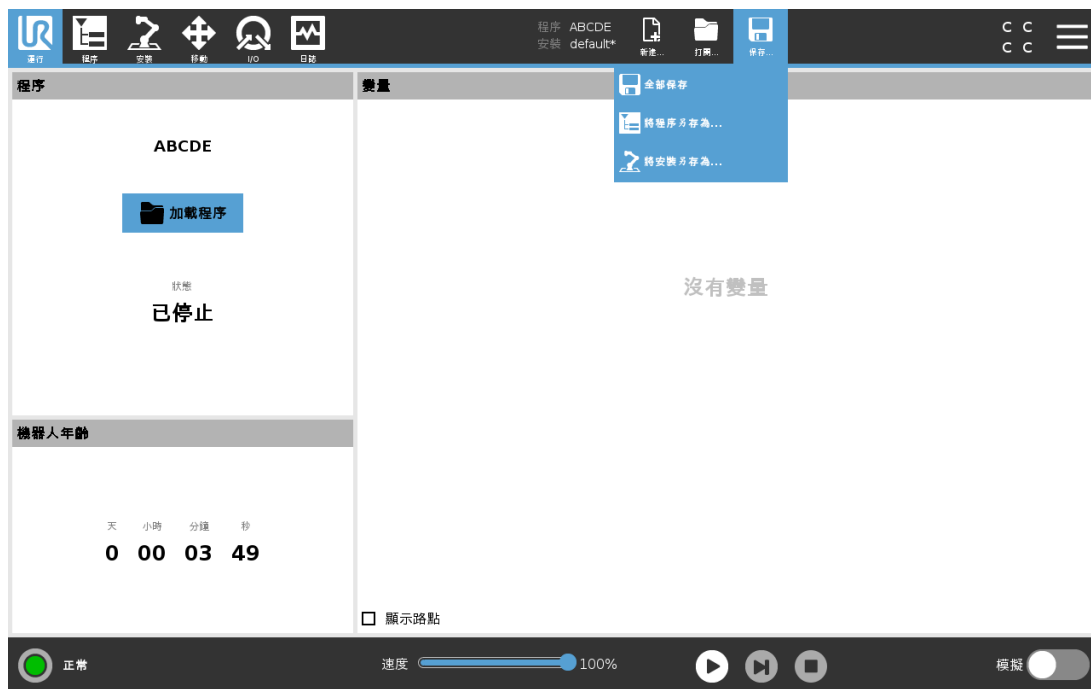 UR
運行
程序
安裝
移動
I/O
日誌
程序 ABCDE
安裝 default*
新建...
打開...
保存...
C C
C C
程序
變量
全部保存
將程序另存為...
將安裝另存為...
ABCDE
加載程序
狀態
已停止
沒有變量
機器人年齡
天 小時 分鐘 秒
0 00 03 49
顯示路點
正常
速度 100%
模擬